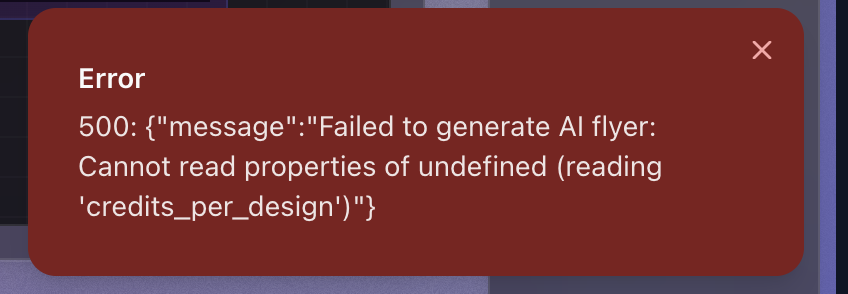 Error
500: {"message":"Failed to generate AI flyer:
Cannot read properties of undefined (reading
'credits_per_design')"}